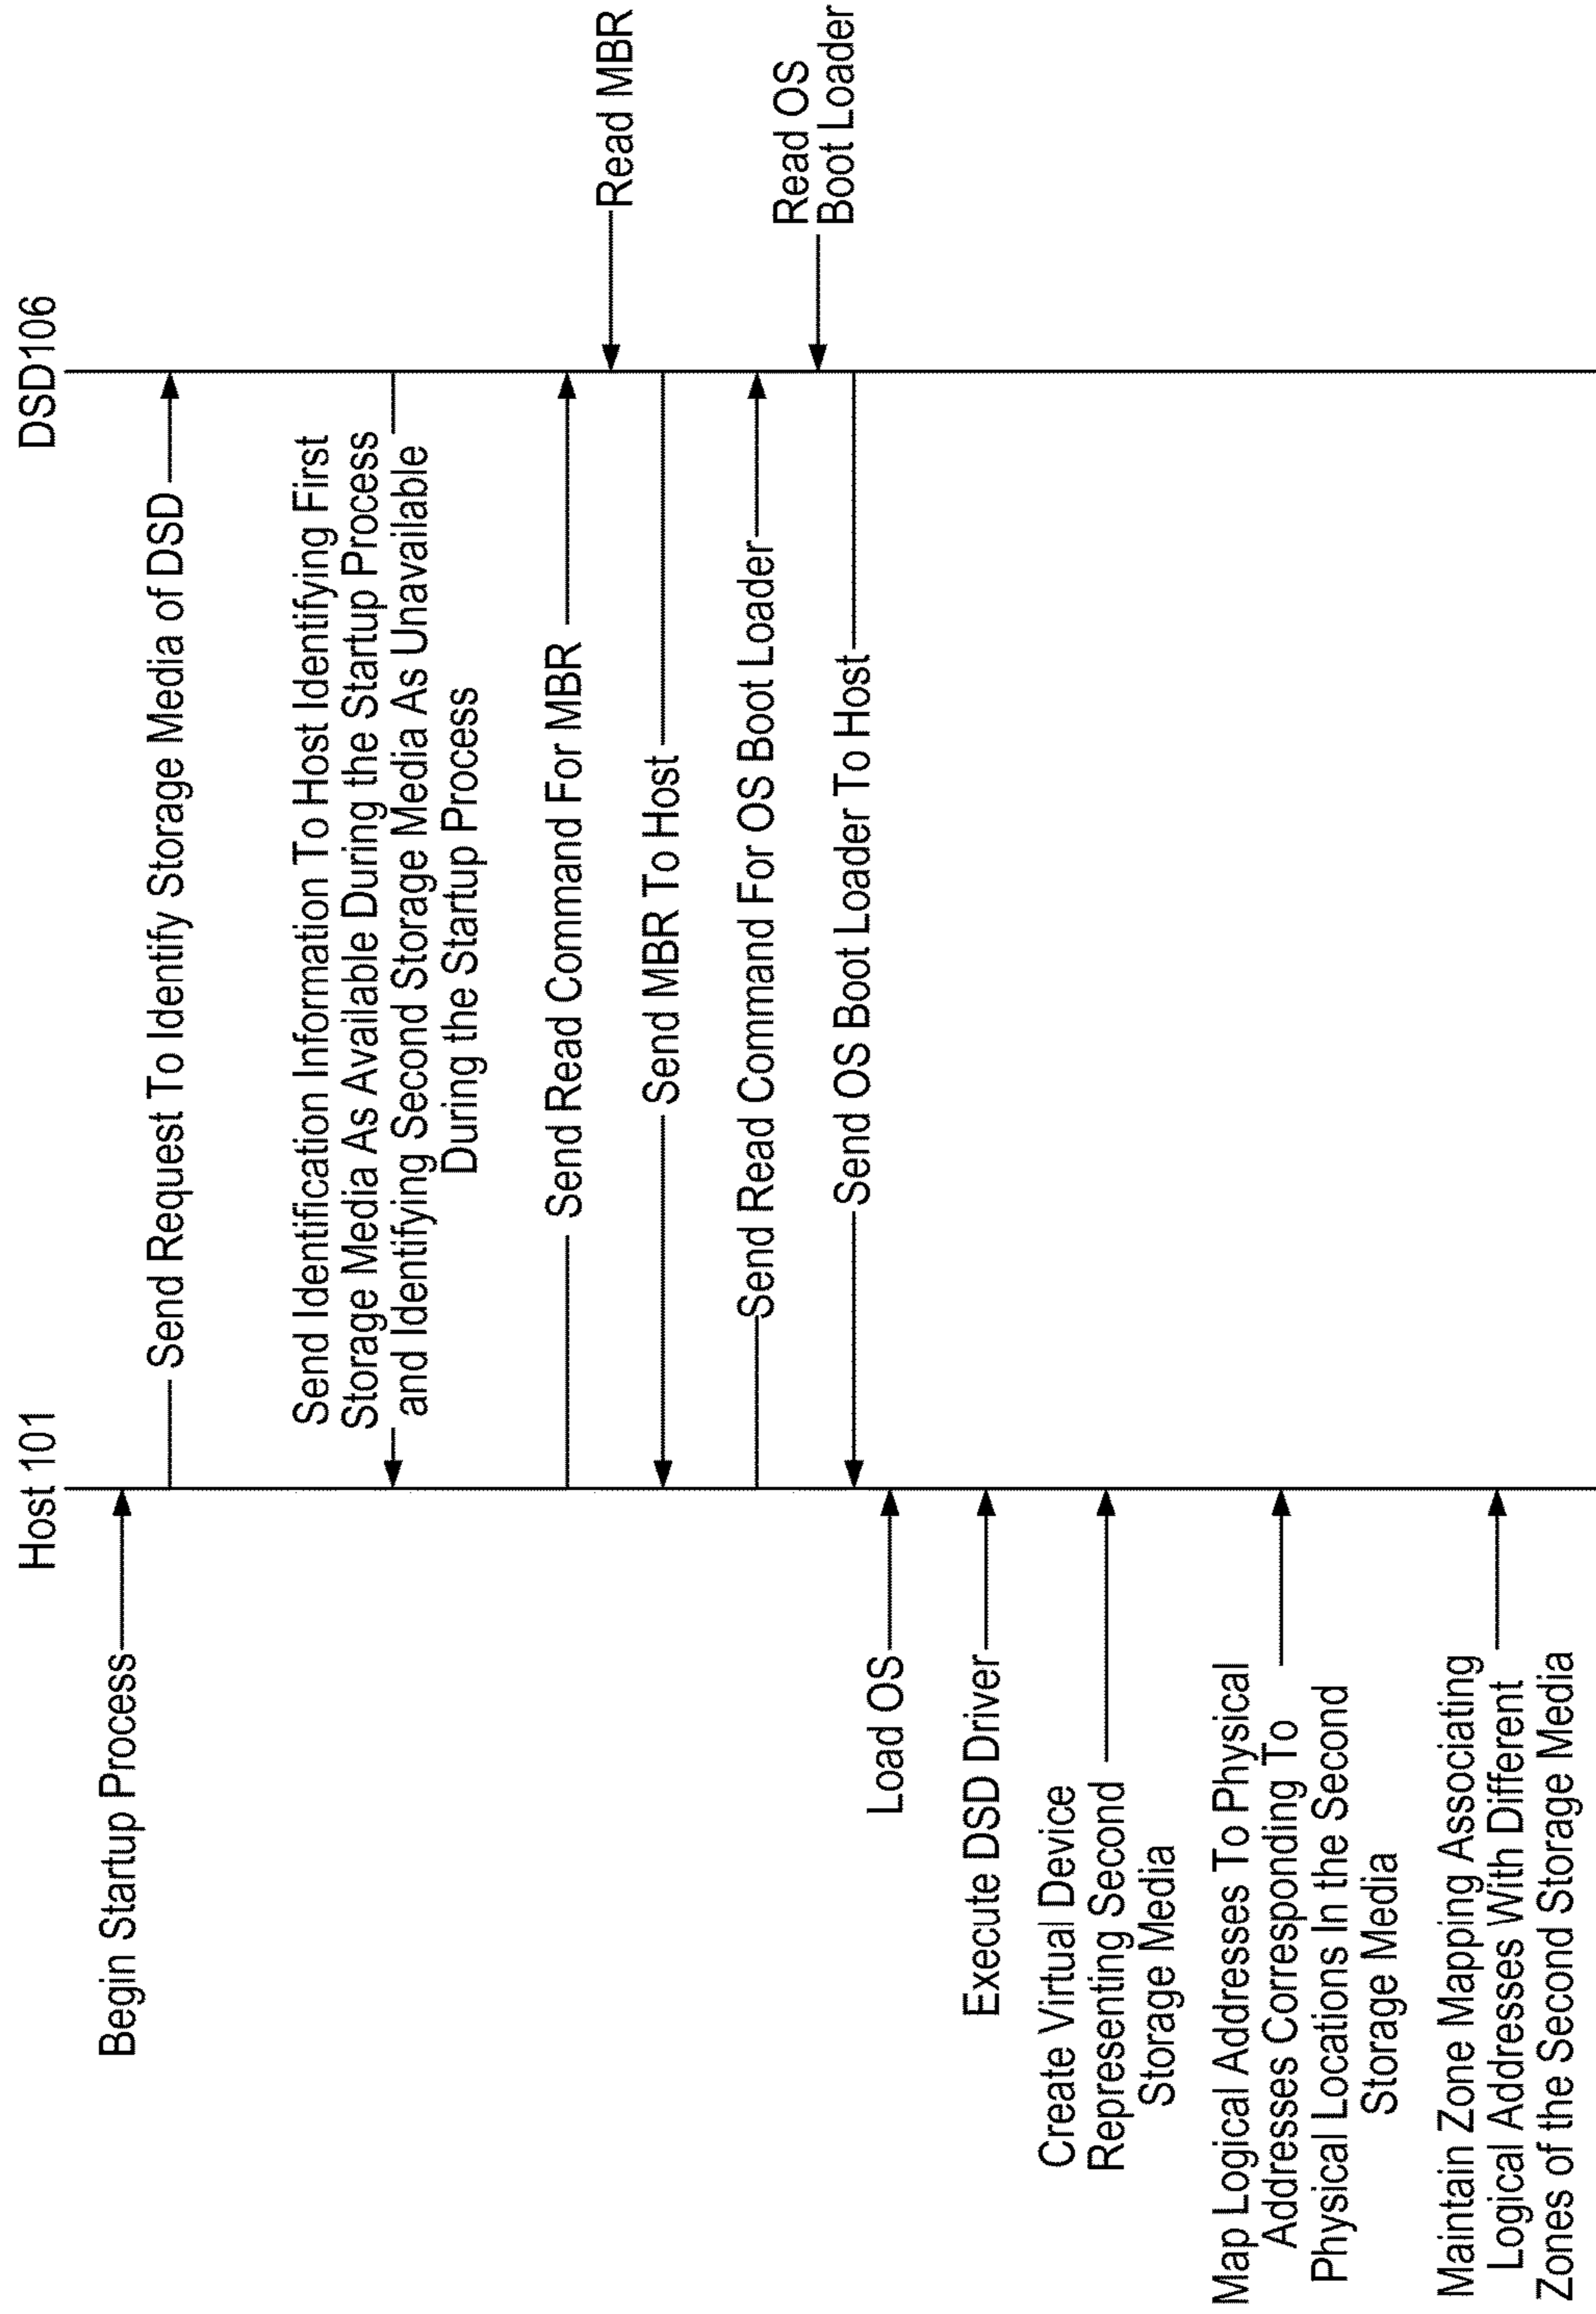 Host 101
DSD106
Begin Startup Process
Send Request To Identify Storage Media of DSD
Send Identification Information To Host Identifying First
Storage Media As Available During the Startup Process
and Identifying Second Storage Media As Unavailable
During the Startup Process
Send Read Command For MBR
Read MBR
Send MBR To Host
Send Read Command For OS Boot Loader
Read OS
Boot Loader
Send OS Boot Loader To Host
Load OS
Execute DSD Driver
Create Virtual Device
Representing Second
Storage Media
Map Logical Addresses To Physical
Addresses Corresponding To
Physical Locations In the Second
Storage Media
Maintain Zone Mapping Associating
Logical Addresses With Different
Zones of the Second Storage Media